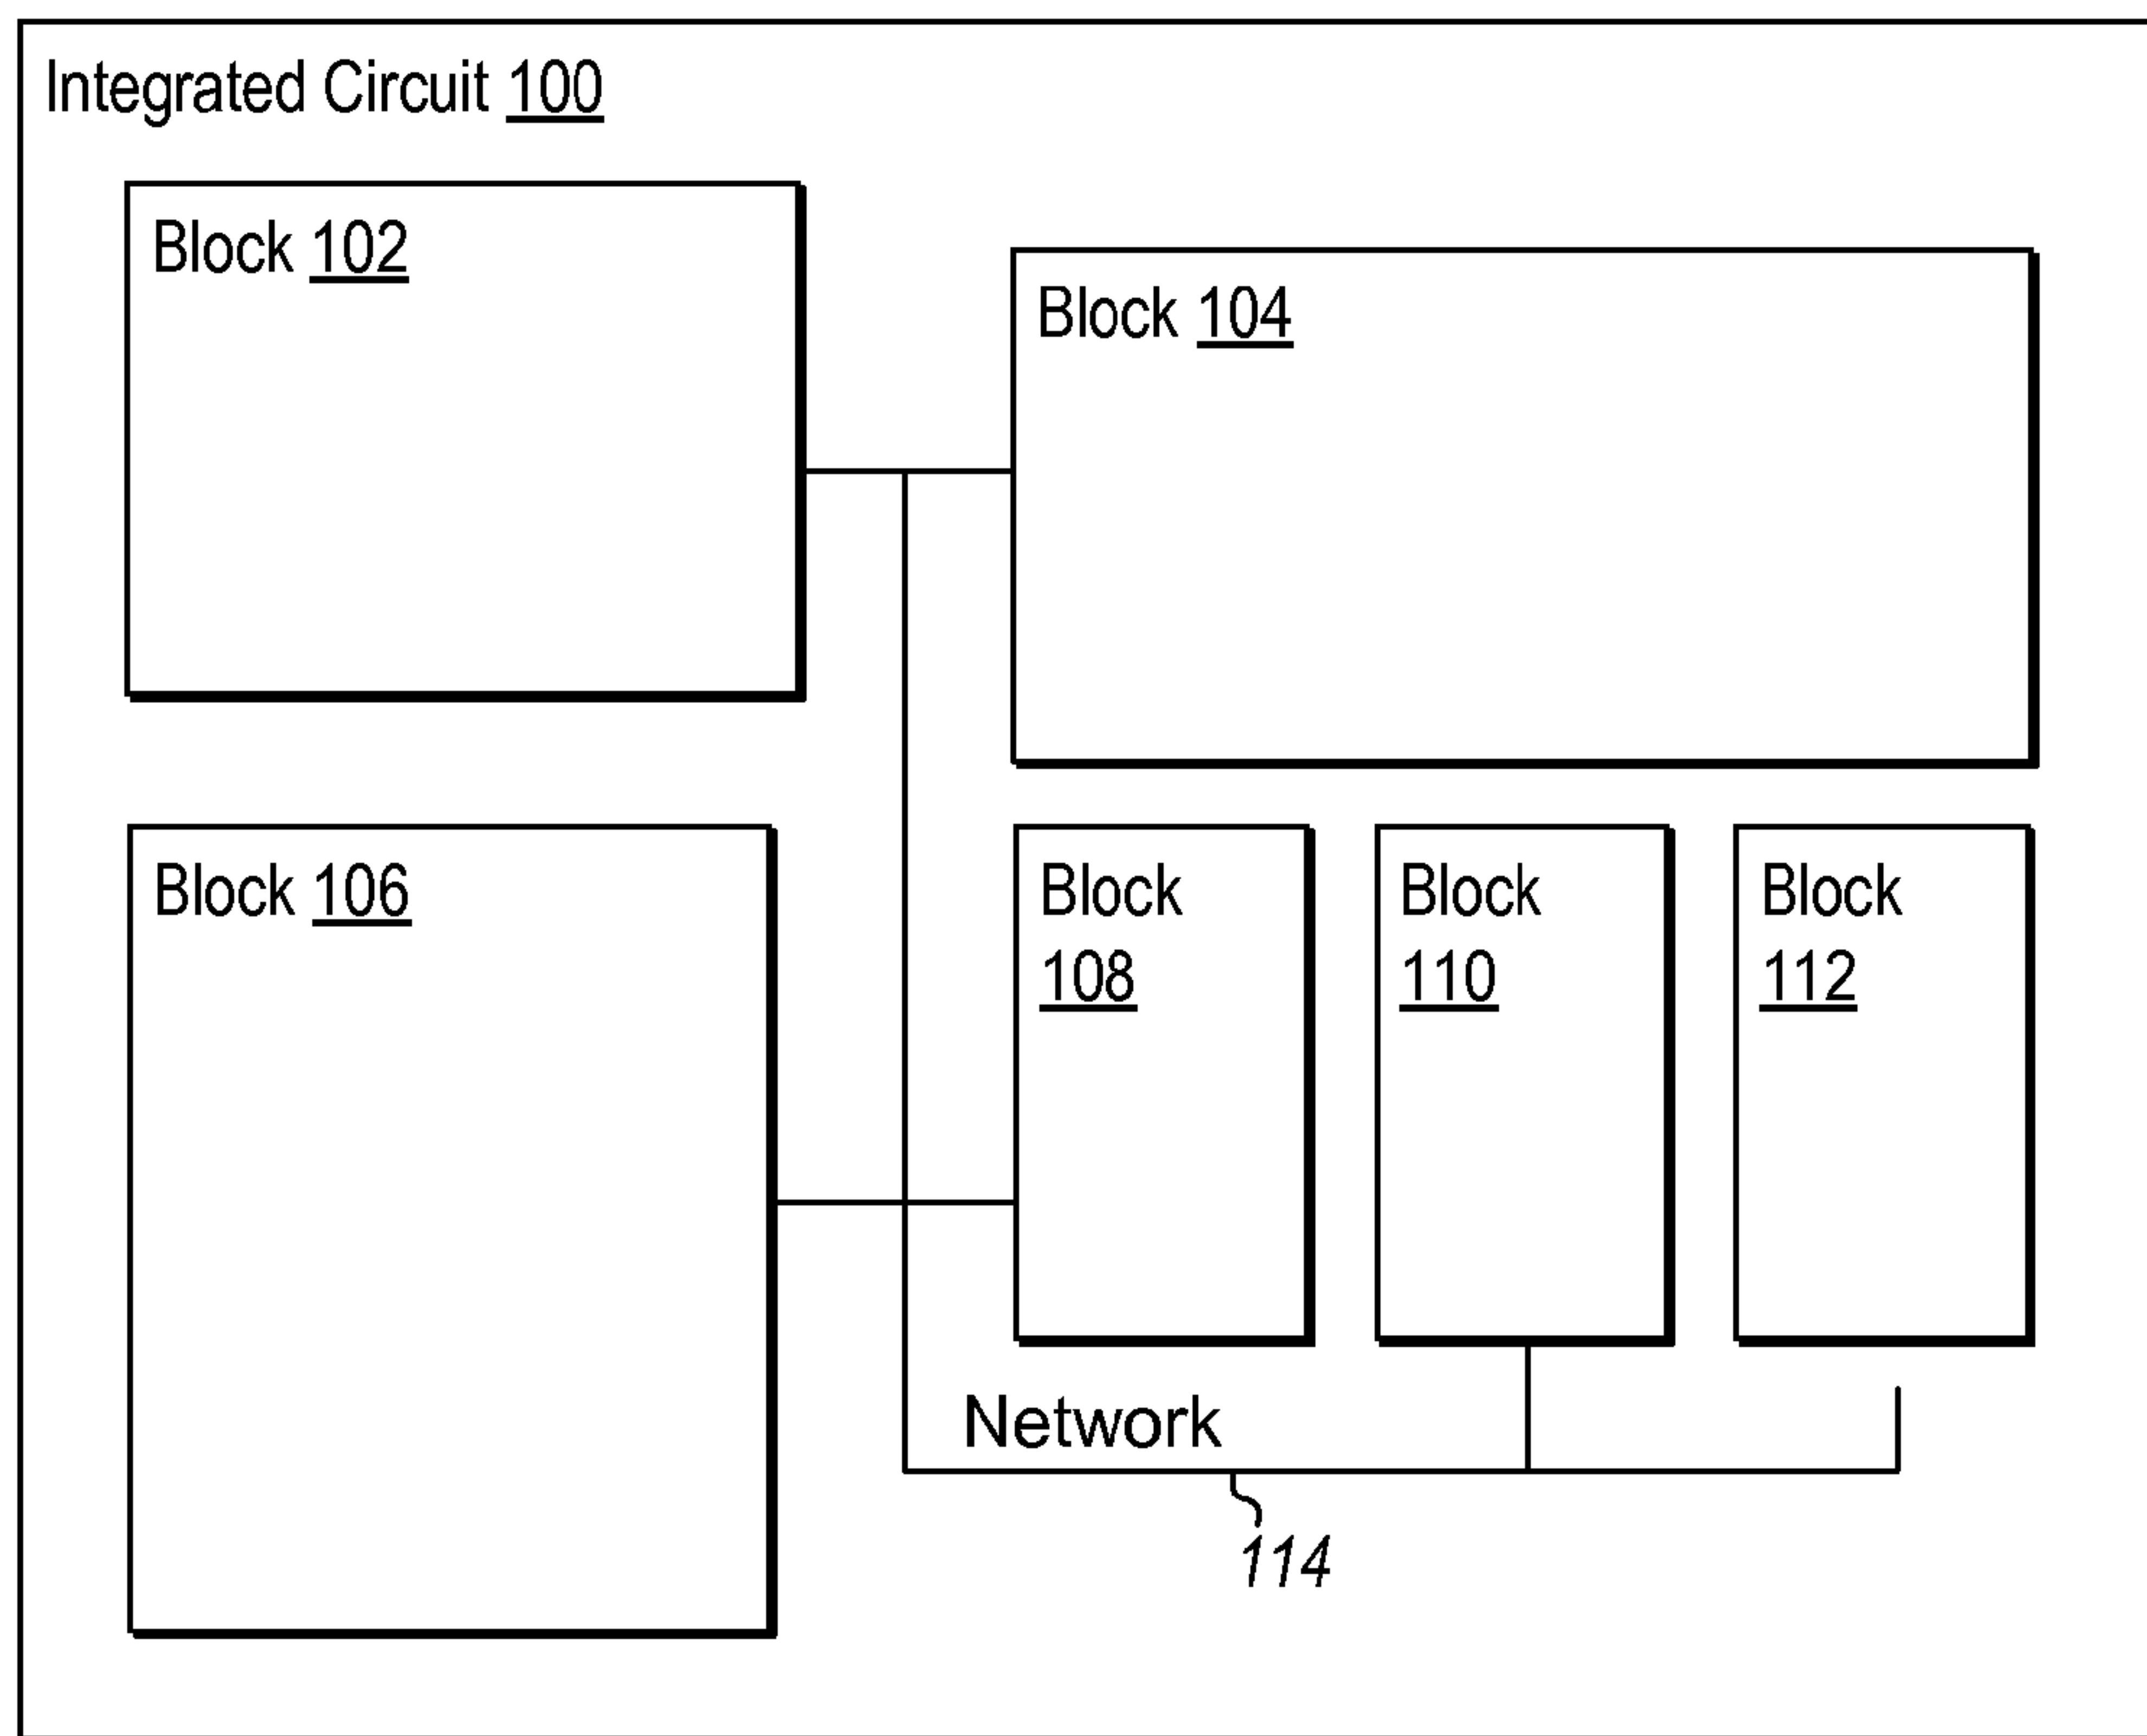 Integrated Circuit 100
Block 102
Block 104
Block 106
Block
108
Block
110
Block
112
Network
114